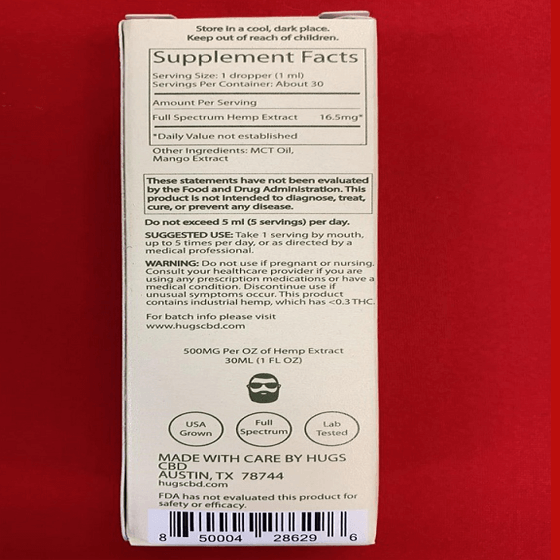 Store in a cool, dark place.
Keep out of reach of children.
Supplement Facts
Serving Size: 1 dropper (1 ml)
Servings Per Container: About 30
Amount Per Serving
Full Spectrum Hemp Extract 16.5mg*
*Daily Value not established
Other Ingredients: MCT Oil,
Mango Extract
These statements have not been evaluated
by the Food and Drug Administration. This
product is not intended to diagnose, treat,
cure, or prevent any disease.
Do not exceed 5 ml (5 servings) per day.
SUGGESTED USE: Take 1 serving by mouth,
up to 5 times per day, or as directed by a
medical professional.
WARNING: Do not use if pregnant or nursing.
Consult your healthcare provider if you are
using any prescription medications or have a
medical condition. Discontinue use if
unusual symptoms occur. This product
contains industrial hemp, which has <0.3 THC.
For batch info please visit
www.hugscbd.com
500MG Per OZ of Hemp Extract
30ML (1 FL OZ)
USA
Grown
Full
Spectrum
Lab
Tested
MADE WITH CARE BY HUGS
CBD
AUSTIN, TX 78744
hugscbd.com
FDA has not evaluated this product for
safety or efficacy.
8 50004 28629 6